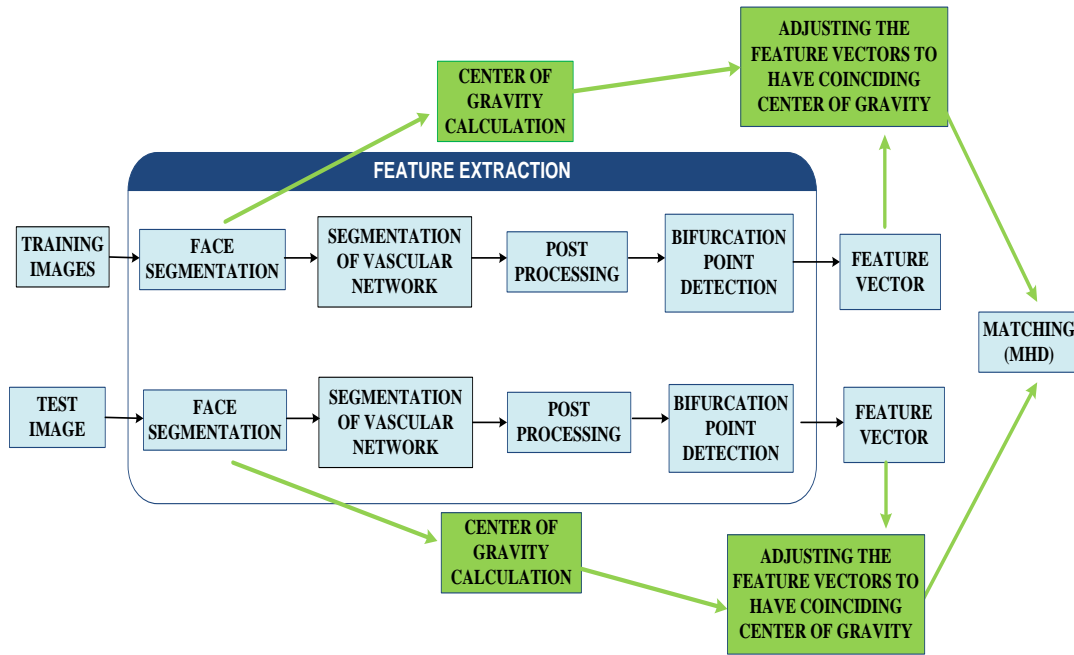 ADJUSTING THE
FEATURE VECTORS TO
HAVE COINCIDING
CENTER OF GRAVITY
CENTER OF
GRAVITY
CALCULATION
FEATURE EXTRACTION
TRAINING
IMAGES
FACE
SEGMENTATION
SEGMENTATION
OF VASCULAR
NETWORK
POST
PROCESSING
BIFURCATION
POINT
DETECTION
FEATURE
VECTOR
MATCHING
(MHD)
TEST
IMAGE
FACE
SEGMENTATION
SEGMENTATION
OF VASCULAR
NETWORK
POST
PROCESSING
BIFURCATION
POINT
DETECTION
FEATURE
VECTOR
CENTER OF
GRAVITY
CALCULATION
ADJUSTING THE
FEATURE VECTORS TO
HAVE COINCIDING
CENTER OF GRAVITY